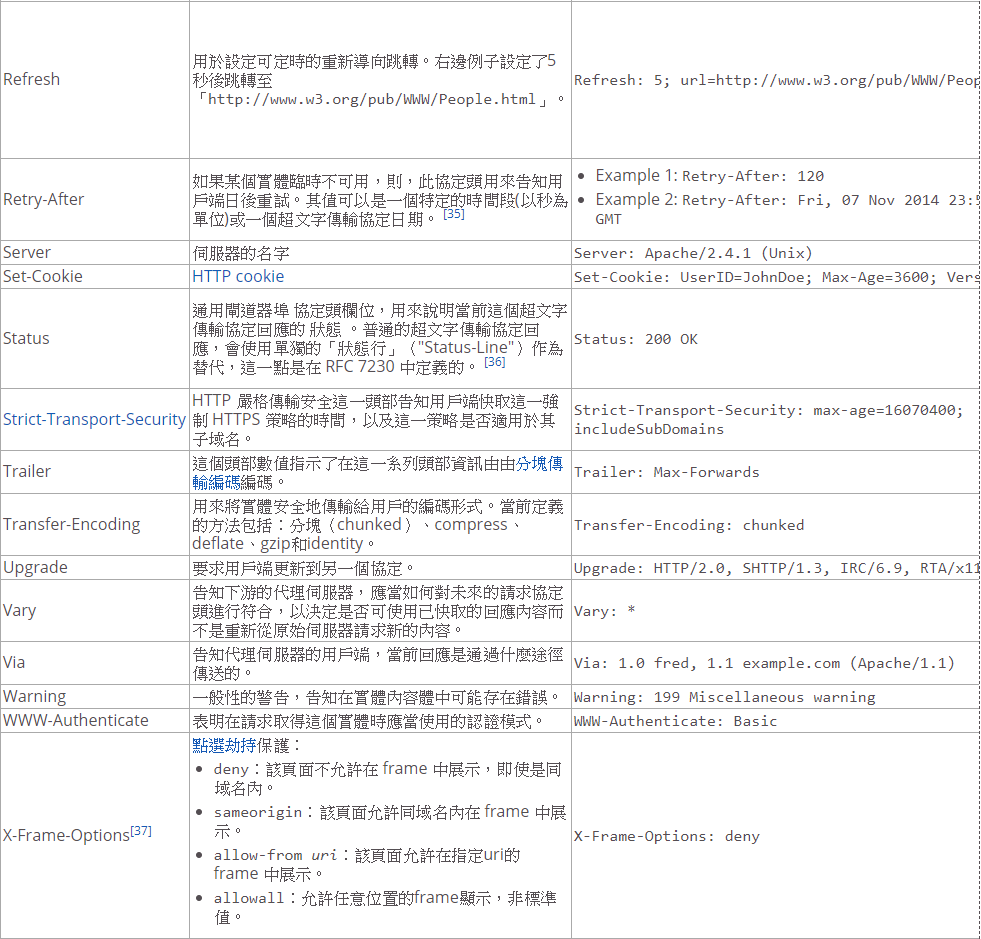 Refresh
用於設定可定時的重新導向跳轉。右邊例子設定了5
秒後跳轉至
「http://www.w3.org/pub/WWW/People.html」。
Refresh: 5; url=http://www.w3.org/pub/WWW/Peop
Retry-After
如果某個實體臨時不可用，則，此協定頭用來告知用
戶端日後重試。其值可以是一個特定的時間段(以秒為
單位)或一個超文字傳輸協定日期。[35]
• Example 1: Retry-After: 120
• Example 2: Retry-After: Fri, 07 Nov 2014 23:5
GMT
Server
伺服器的名字
Server: Apache/2.4.1 (Unix)
Set-Cookie
HTTP cookie
Set-Cookie: UserID=JohnDoe; Max-Age=3600; Vers
Status
通用閘道器埠 協定頭欄位，用來說明當前這個超文字
傳輸協定回應的 狀態 。普通的超文字傳輸協定回
應，會使用單獨的「狀態行」（"Status-Line"）作為
替代，這一點是在 RFC 7230 中定義的。[36]
Status: 200 OK
Strict-Transport-Security
HTTP 嚴格傳輸安全這一頭部告知用戶端快取這一強
制 HTTPS 策略的時間，以及這一策略是否適用於其
子域名。
Strict-Transport-Security: max-age=16070400;
includeSubDomains
Trailer
這個頭部數值指示了在這一系列頭部資訊由由分塊傳
輸編碼編碼。
Trailer: Max-Forwards
Transfer-Encoding
用來將實體安全地傳輸給用戶的編碼形式。當前定義
的方法包括：分塊（chunked）、compress、
deflate、gzip和identity。
Transfer-Encoding: chunked
Upgrade
要求用戶端更新到另一個協定。
Upgrade: HTTP/2.0, SHTTP/1.3, IRC/6.9, RTA/x11
Vary
告知下游的代理伺服器，應當如何對未來的請求協定
頭進行符合，以決定是否可使用已快取的回應內容而
不是重新從原始伺服器請求新的內容。
Vary: *
Via
告知代理伺服器的用戶端，當前回應是通過什麼途徑
傳送的。
Via: 1.0 fred, 1.1 example.com (Apache/1.1)
Warning
一般性的警告，告知在實體內容體中可能存在錯誤。
Warning: 199 Miscellaneous warning
WWW-Authenticate
表明在請求取得這個實體時應當使用的認證模式。
WWW-Authenticate: Basic
X-Frame-Options[37]
點選劫持保護：
• deny：該頁面不允許在 frame 中展示，即使是同
域名內。
• sameorigin：該頁面允許同域名內在 frame 中展
示。
• allow-from uri：該頁面允許在指定uri的
frame 中展示。
• allowall：允許任意位置的frame顯示，非標準
值。
X-Frame-Options: deny